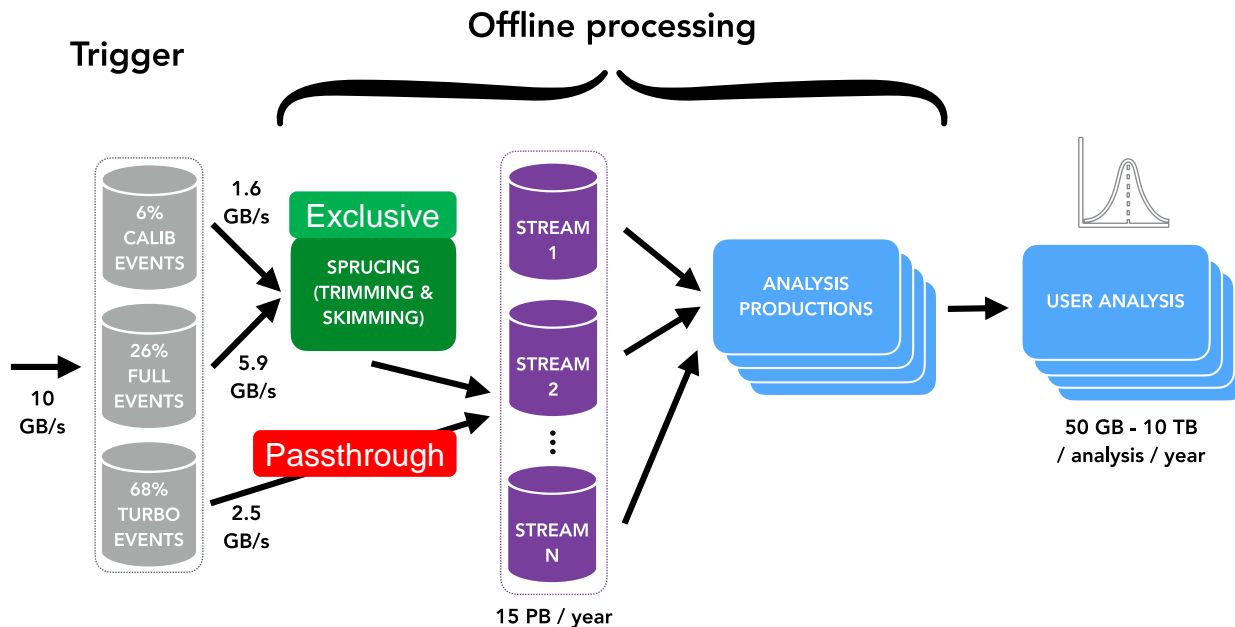 Offline processing
Trigger
10
GB/s
6%
CALIB
EVENTS
26%
FULL
EVENTS
68%
TURBO
EVENTS
1.6
GB/s
5.9
GB/s
2.5
GB/s
Exclusive
SPRUCING
(TRIMMING &
SKIMMING)
Passthrough
STREAM
1
STREAM
2
...
STREAM
N
15 PB / year
ANALYSIS
PRODUCTIONS
USER ANALYSIS
50 GB - 10 TB
/ analysis / year